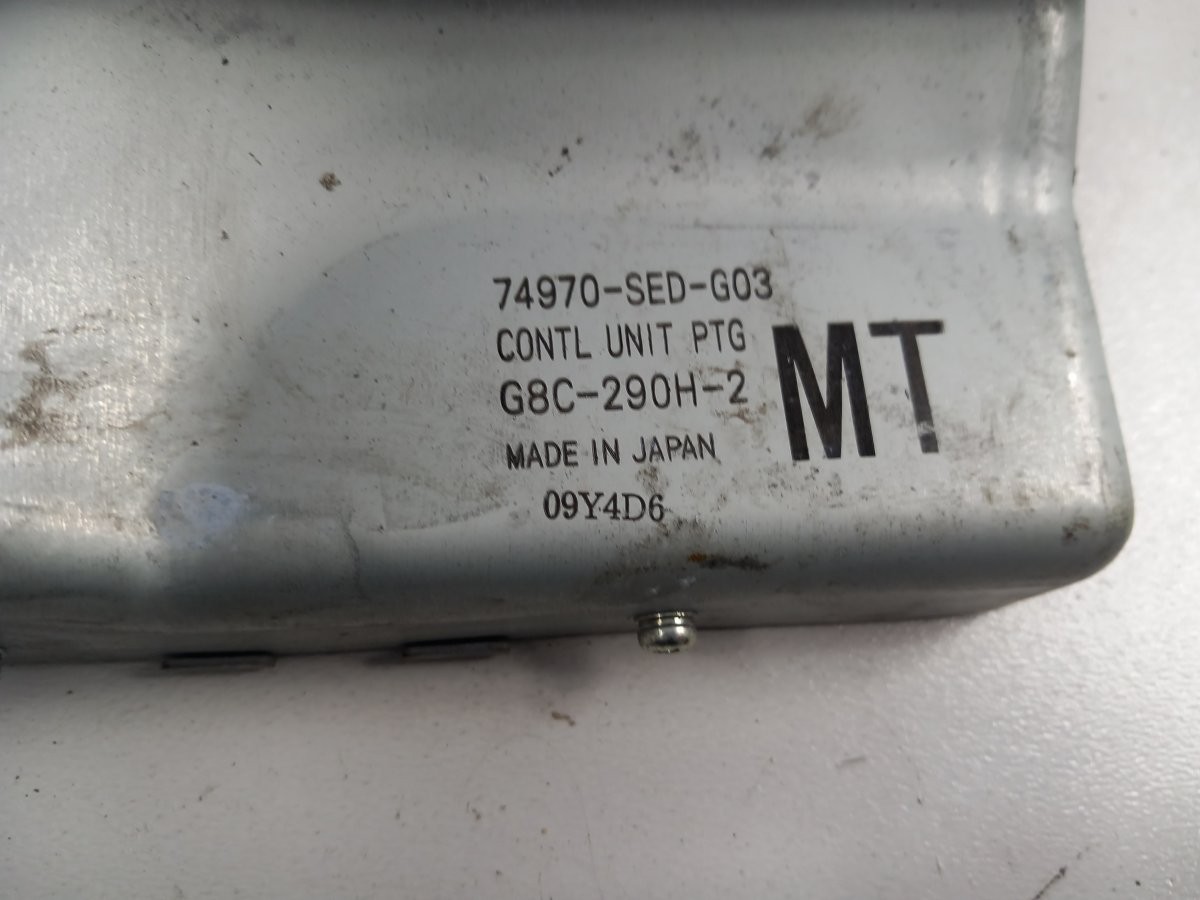 74970-SED-G03
CONTL UNIT PTG
G8C-290H-2
MT
MADE IN JAPAN
09Y4D6